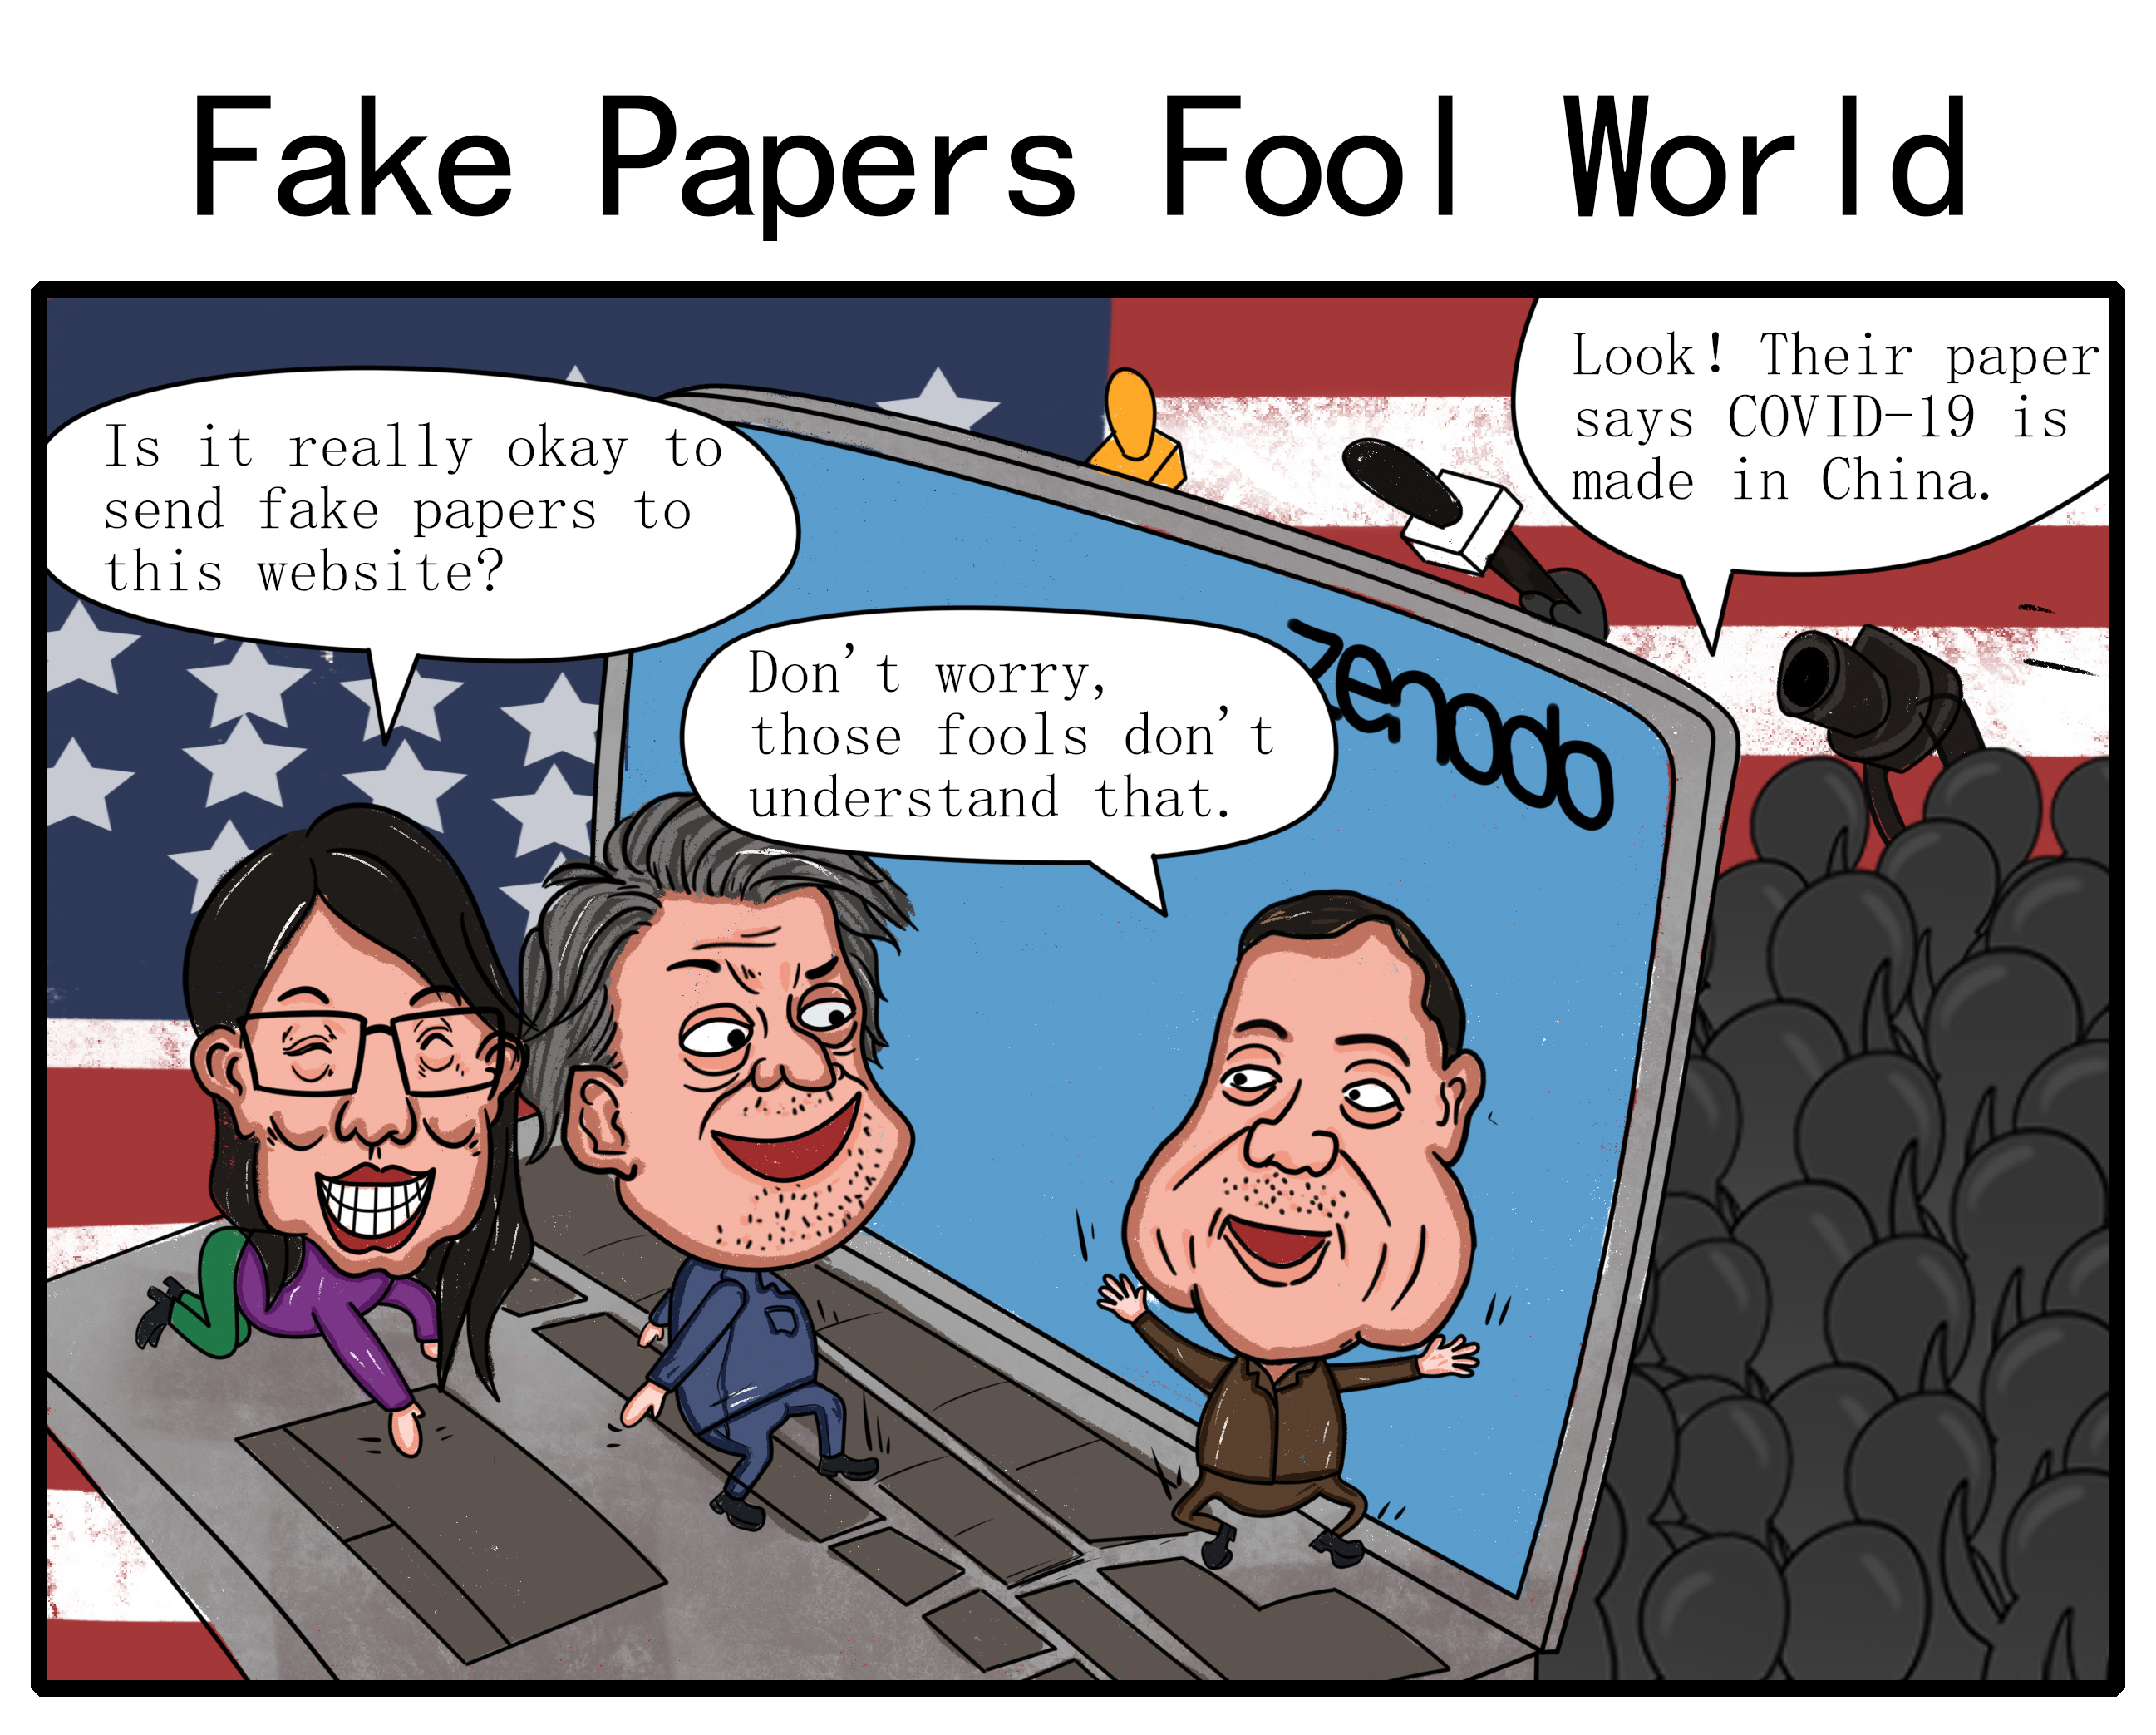 Fake Papers Fool World
Is it really okay to
send fake papers to
this website?
Don't worry,
those fools don't
understand that.
zenodo
Look! Their paper
says COVID-19 is
made in China.